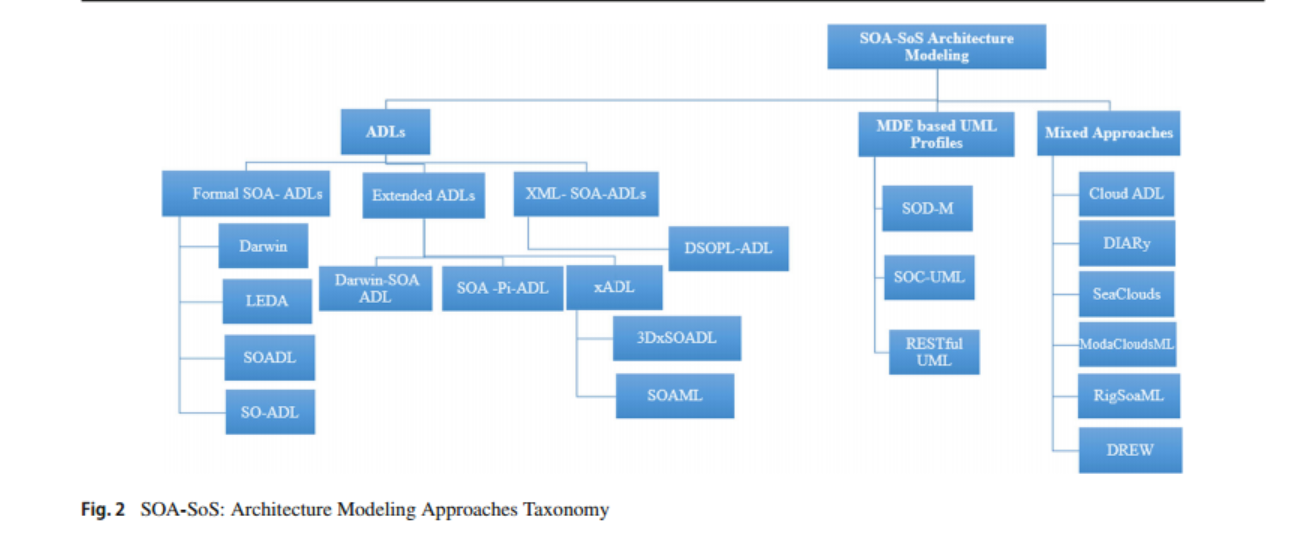 SOA-SoS Architecture
Modeling
ADLs
MDE based UML
Profiles
Mixed Approaches
Formal SOA- ADLs
Extended ADLs
XML- SOA-ADLs
Cloud ADL
SOD-M
Darwin
DSOPL-ADL
DIARy
Darwin-SOA
ADL
SOA -Pi-ADL
xADL
SOC-UML
LEDA
SeaClouds
3DxSOADL
RESTful
UML
ModaCloudsML
SOADL
SOAML
RigSoaML
SO-ADL
DREW
Fig. 2 SOA-SoS: Architecture Modeling Approaches Taxonomy